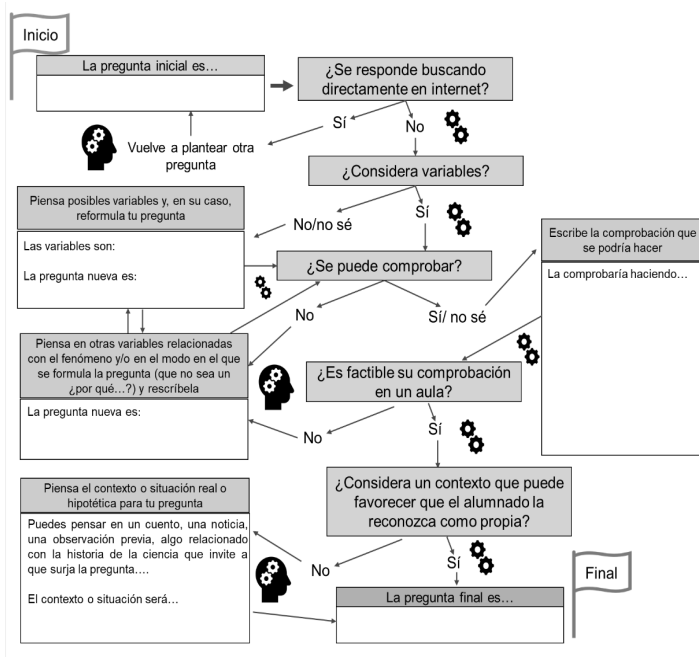 Inicio
La pregunta inicial es…
¿Se responde buscando
directamente en internet?
Sí
No
Vuelve a plantear otra
pregunta
¿Considera variables?
Piensa posibles variables y, en su caso,
reformula tu pregunta
No/no sé
Sí
Las variables son:
La pregunta nueva es:
¿Se puede comprobar?
Escribe la comprobación que
se podría hacer
La comprobaría haciendo…
No
Sí/ no sé
Piensa en otras variables relacionadas
con el fenómeno y/o en el modo en el que
se formula la pregunta (que no sea un
¿por qué…?) y rescríbela
La pregunta nueva es:
¿Es factible su comprobación
en un aula?
No
Sí
¿Considera un contexto que puede
favorecer que el alumnado la
reconozca como propia?
Piensa el contexto o situación real o
hipotética para tu pregunta
Puedes pensar en un cuento, una noticia,
una observación previa, algo relacionado
con la historia de la ciencia que invite a
que surja la pregunta….
El contexto o situación será…
No
Sí
La pregunta final es…
Final